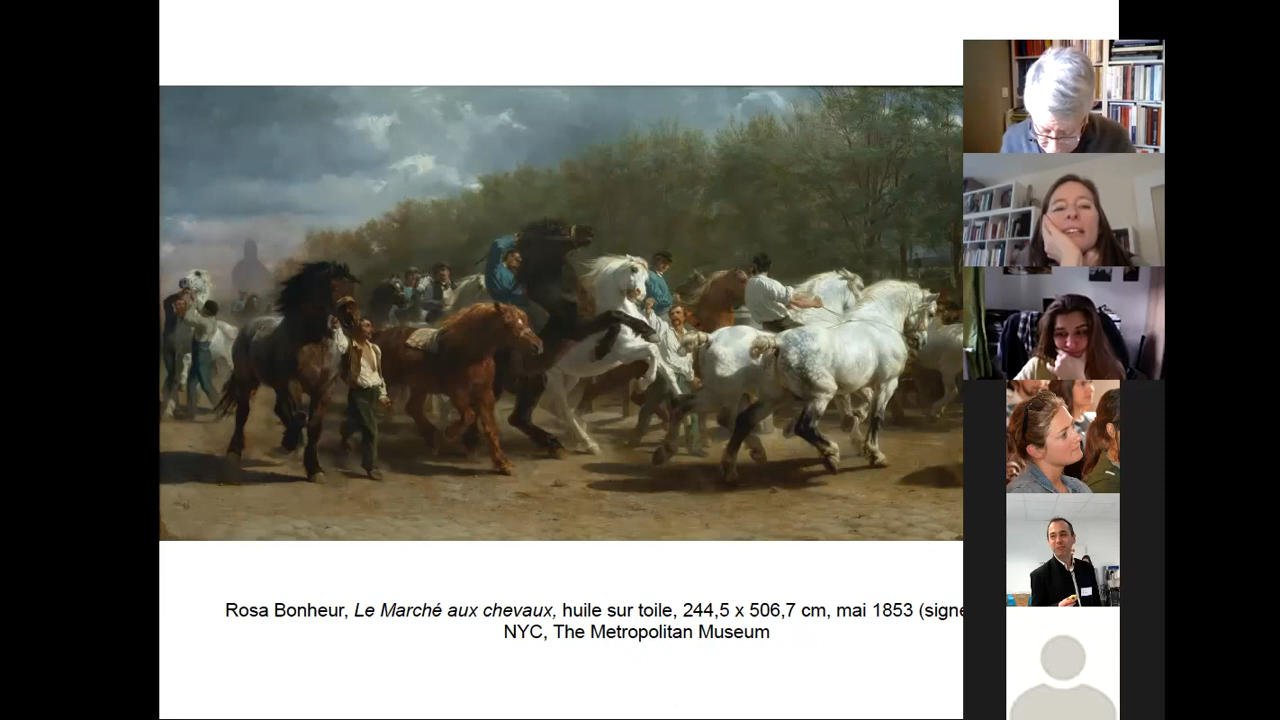 Rosa Bonheur, Le Marché aux chevaux, huile sur toile, 244,5 x 506,7 cm, mai 1853 (signe
NYC, The Metropolitan Museum